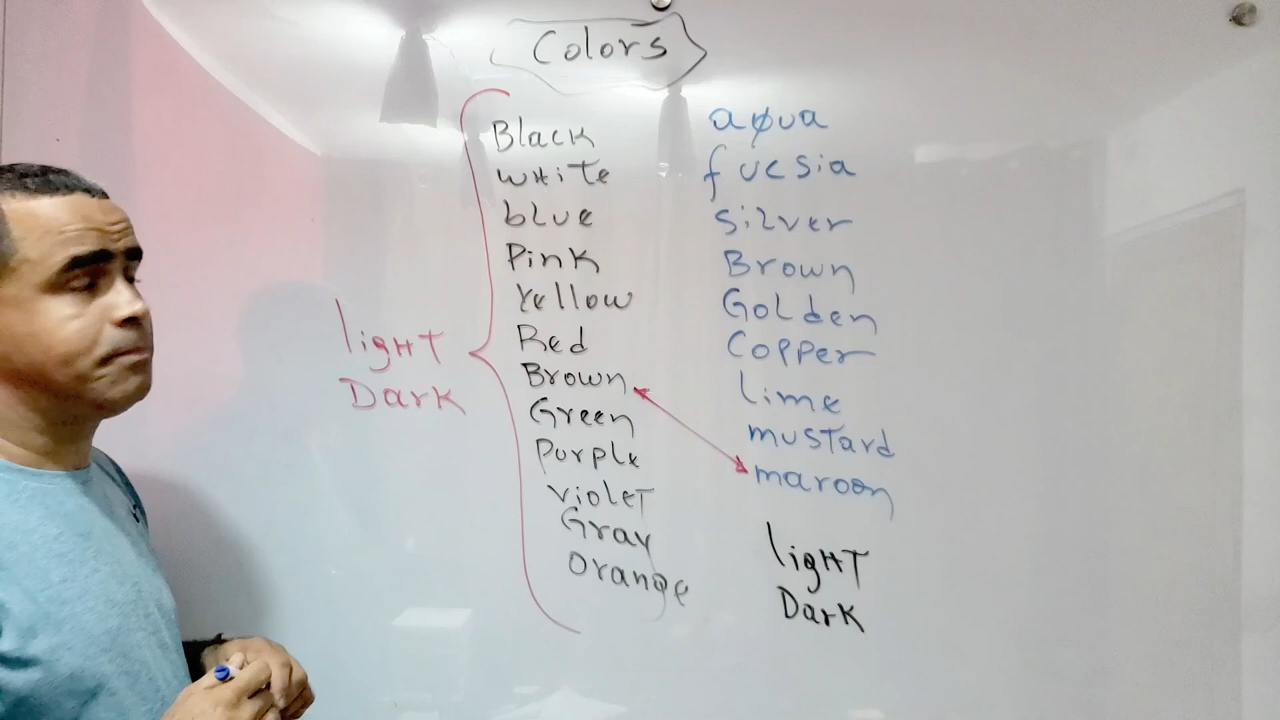 Colors
Black
white
blue
Pink
Yellow
Red
Brown
Green
Purple
violet
Gray
Orange
light
Dark
aqua
fucsia
silver
Brown
Golden
Copper
lime
mustard
maroon
light
Dark